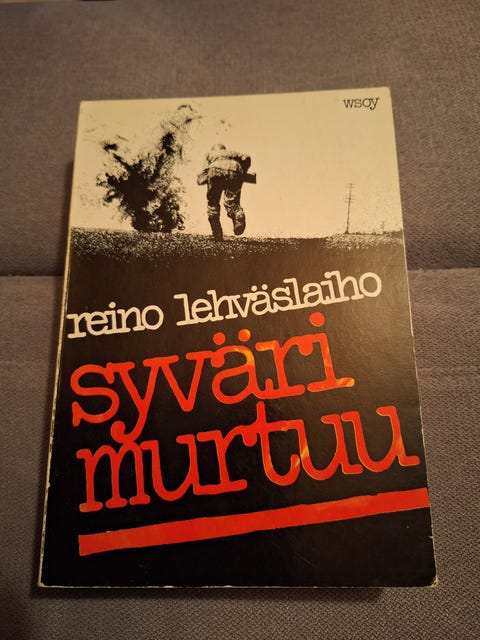 wsoy
reino lehväslaiho
syväri
murtuu